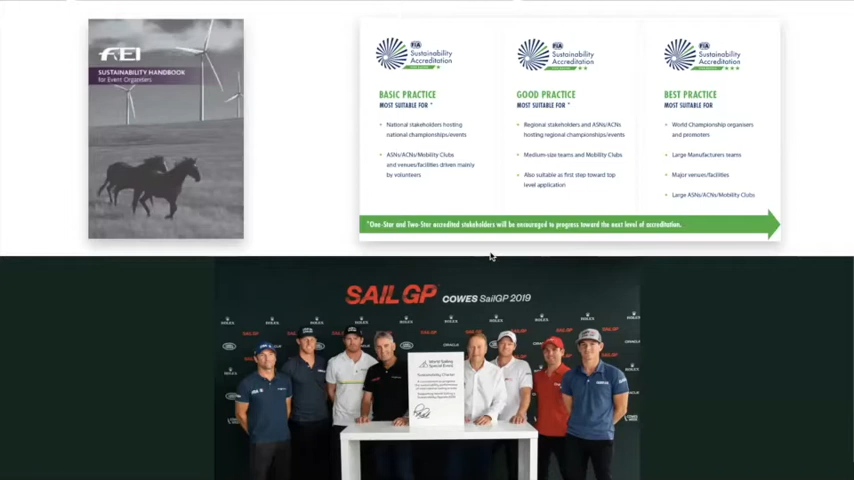 FEI
SUSTAINABILITY HANDBOOK
for Event Organisers
FIA
Sustainability
Accreditation
BASIC PRACTICE
MOST SUITABLE FOR *
• National stakeholders hosting
national championships/events
• ASNs/ACNs/Mobility Clubs
and venues/facilities driven mainly
by volunteers
FIA
Sustainability
Accreditation
GOOD PRACTICE
MOST SUITABLE FOR *
• Regional stakeholders and ASNs/ACNs
hosting regional championships/events
• Medium-size teams and Mobility Clubs
• Also suitable as first step toward top
level application
FIA
Sustainability
Accreditation
BEST PRACTICE
MOST SUITABLE FOR
• World Championship organisers
and promoters
• Large Manufacturers teams
• Major venues/facilities
• Large ASNs/ACNs/Mobility Clubs
*One-Star and Two-Star accredited stakeholders will be encouraged to progress toward the next level of accreditation.
SAIL GP COWES SailGP 2019
ROLEX
SAIL GP
ORACLE
World Sailing
Special Event
Sustainability Charter